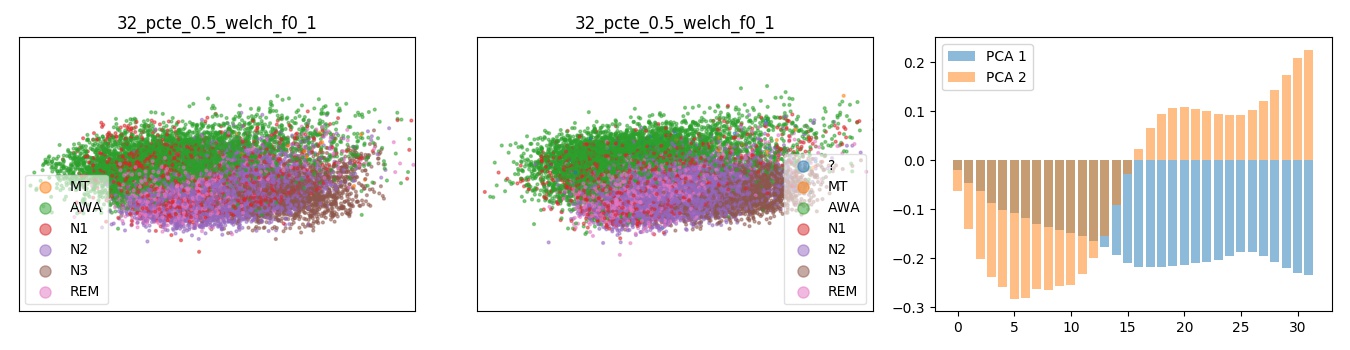 32_pcte_0.5_welch_f0_1
MT
AWA
N1
N2
N3
REM
32_pcte_0.5_welch_f0_1
?
MT
AWA
N1
N2
N3
REM
PCA 1
PCA 2
0.2
0.1
0.0
−0.1
−0.2
−0.3
0 5 10 15 20 25 30